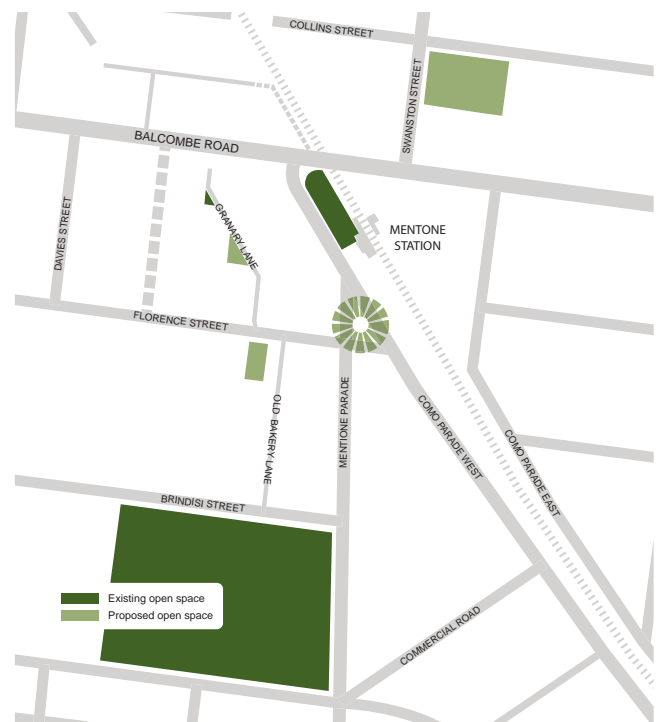 COLLINS STREET
SWANSTON STREET
BALCOMBE ROAD
DAVIES STREET
GRANARY LANE
MENTONE
STATION
FLORENCE STREET
OLD BAKERY LANE
MENTIONE PARADE
COMO PARADE WEST
COMO PARADE EAST
BRINDISI STREET
Existing open space
Proposed open space
COMMERCIAL ROAD